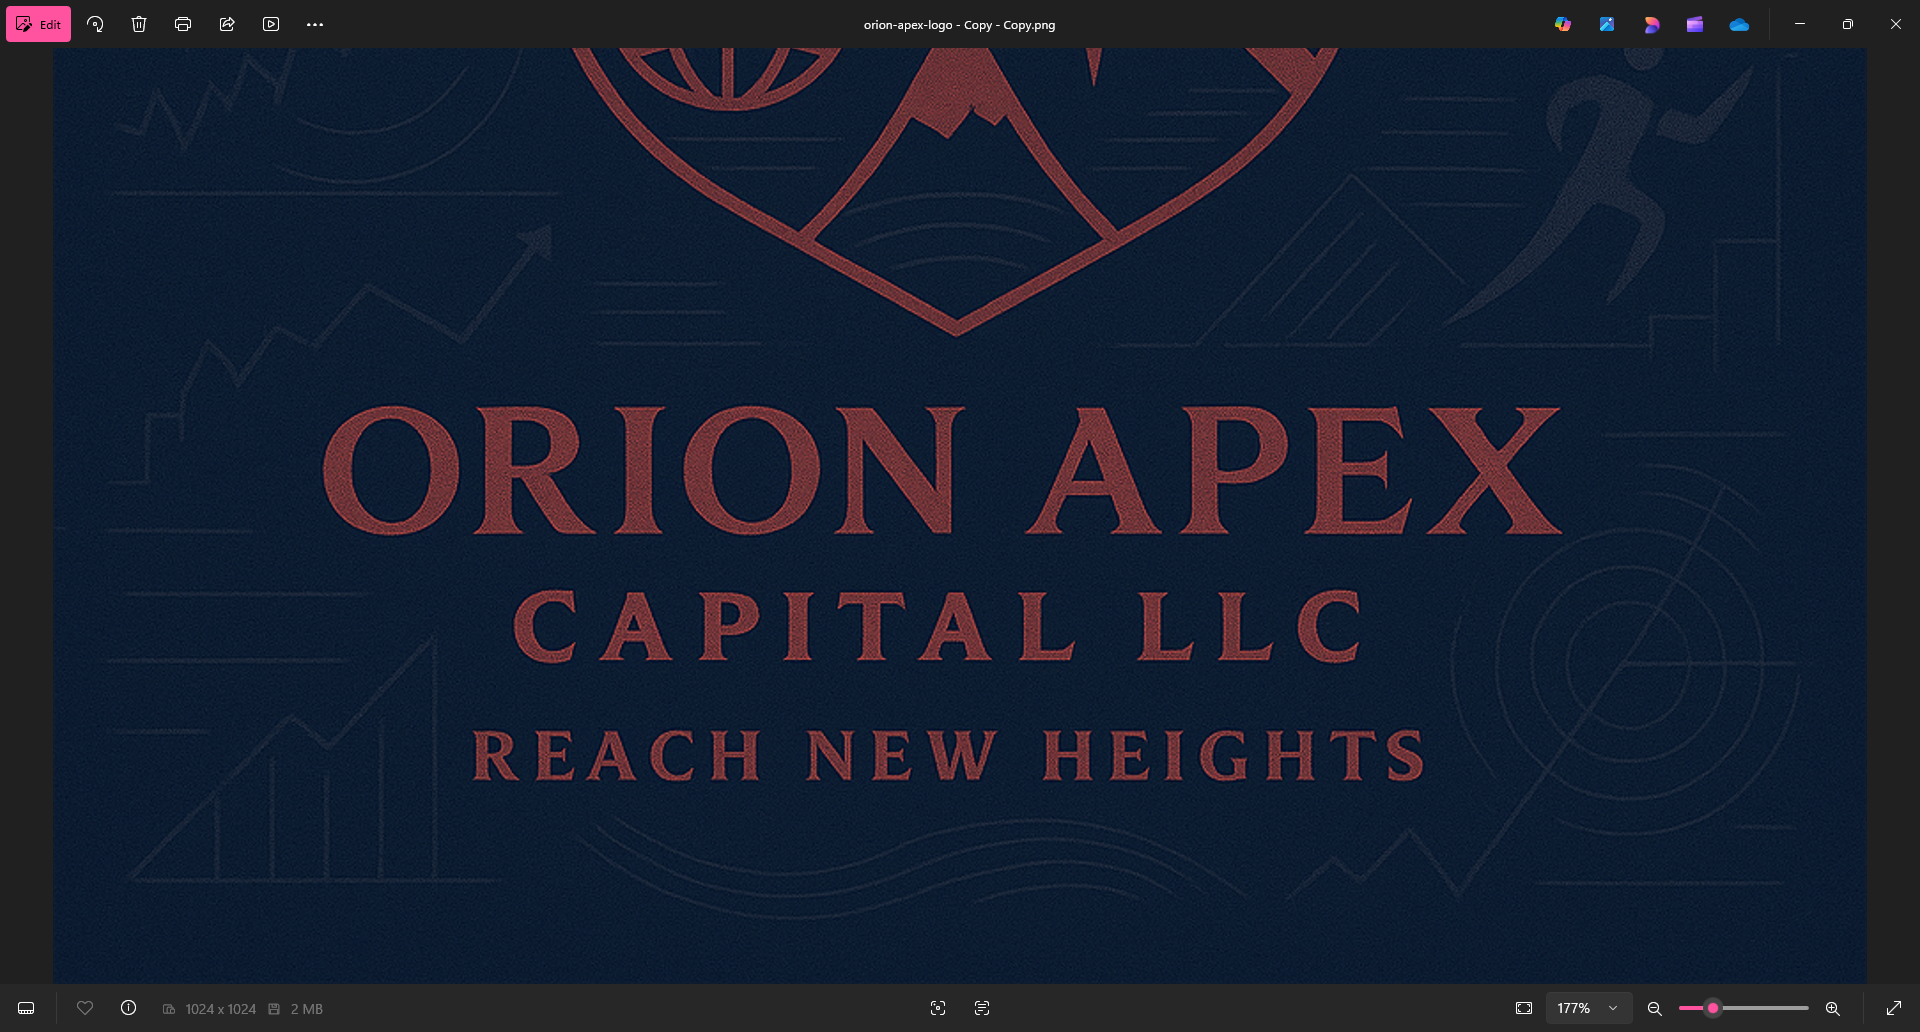 Edit
orion-apex-logo - Copy - Copy.png
ORION APEX
CAPITAL LLC
REACH NEW HEIGHTS
1024 x 1024
2 MB
177%